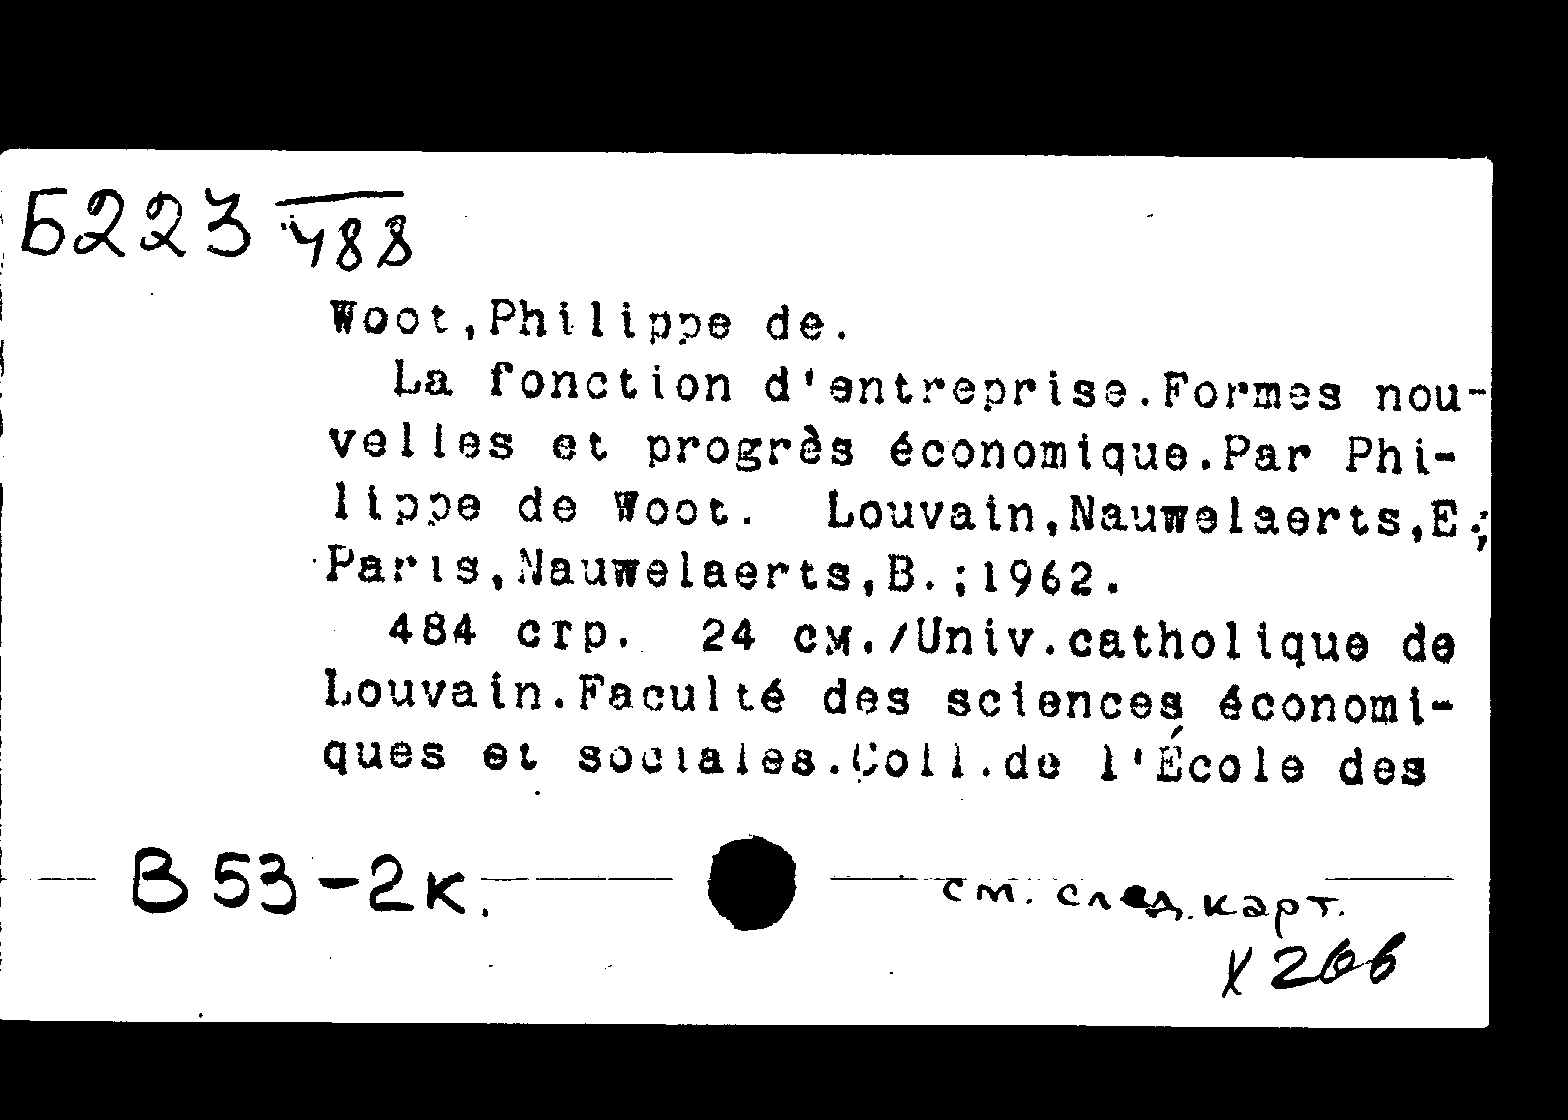 Б223 488
Woot,Philippe de.
La fonction d'entreprise.Formes nou-
velles et progrès économique.Par Phi-
lippe de Woot. Louvain,Nauwelaerts,E.;
Paris,Nauwelaerts,B.;1962.
484 стр. 24 см./Univ.catholique de
Louvain.Faculté des sciences économi-
ques et sociales.Coll.de l'École des
В 53-2к.
см. след. карт.
X 266